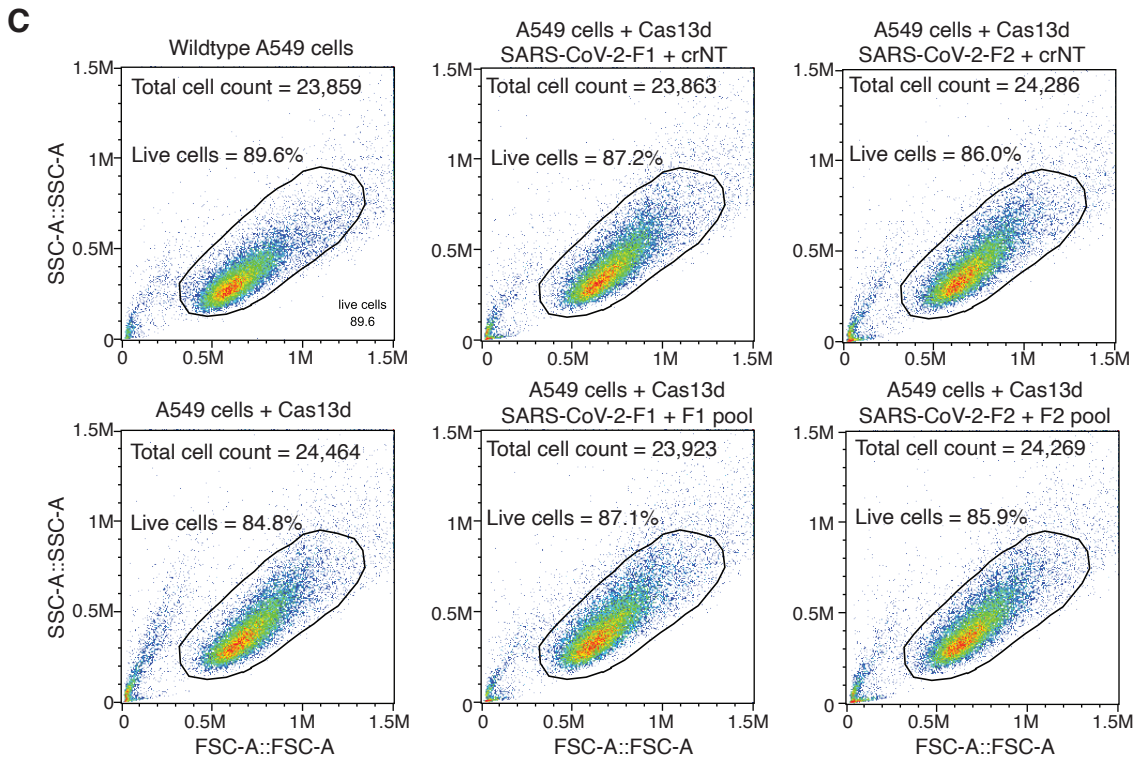 C
Wildtype A549 cells
1.5M
1M
0.5M
0
SSC-A::SSC-A
Total cell count = 23,859
Live cells = 89.6%
live cells
89.6
0 0.5M 1M 1.5M
A549 cells + Cas13d
SARS-CoV-2-F1 + crNT
1.5M
1M
0.5M
0
Total cell count = 23,863
Live cells = 87.2%
0 0.5M 1M 1.5M
A549 cells + Cas13d
SARS-CoV-2-F2 + crNT
1.5M
1M
0.5M
0
Total cell count = 24,286
Live cells = 86.0%
0 0.5M 1M 1.5M
A549 cells + Cas13d
1.5M
1M
0.5M
0
SSC-A::SSC-A
Total cell count = 24,464
Live cells = 84.8%
0 0.5M 1M 1.5M
FSC-A::FSC-A
A549 cells + Cas13d
SARS-CoV-2-F1 + F1 pool
1.5M
1M
0.5M
0
Total cell count = 23,923
Live cells = 87.1%
0 0.5M 1M 1.5M
FSC-A::FSC-A
A549 cells + Cas13d
SARS-CoV-2-F2 + F2 pool
1.5M
1M
0.5M
0
Total cell count = 24,269
Live cells = 85.9%
0 0.5M 1M 1.5M
FSC-A::FSC-A